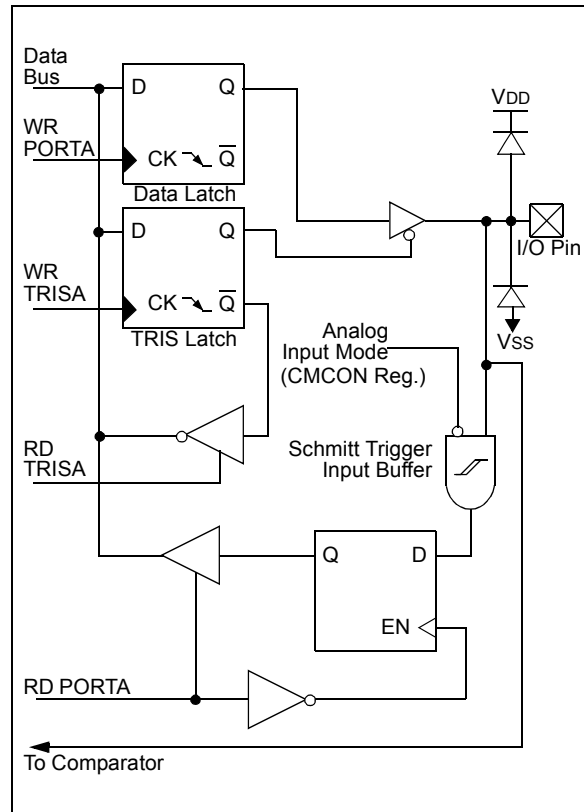 Data
Bus
D Q
VDD
WR
PORTA
CK Q̅
Data Latch
D Q
I/O Pin
WR
TRISA
CK Q̅
TRIS Latch
VSS
Analog
Input Mode
(CMCON Reg.)
Schmitt Trigger
Input Buffer
RD
TRISA
Q D
EN
RD PORTA
To Comparator